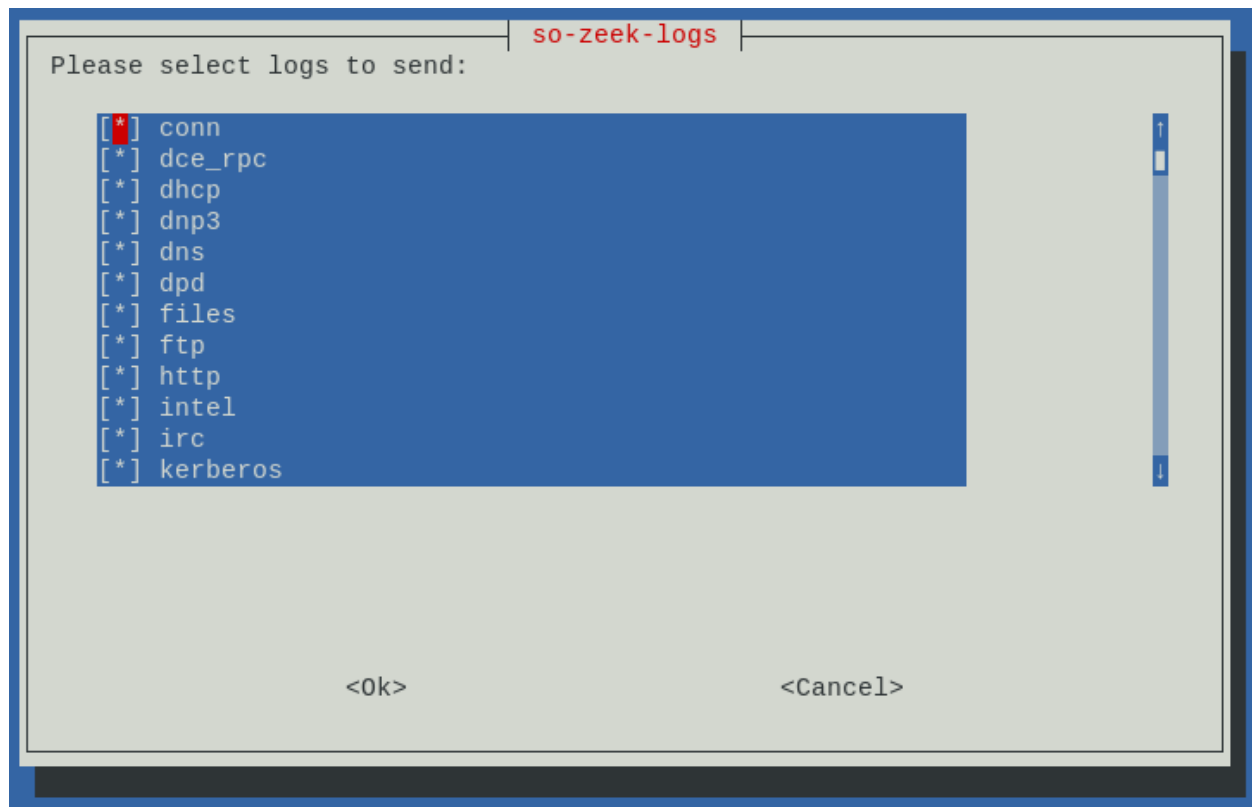 so-zeek-logs
Please select logs to send:
[*] conn
[*] dce_rpc
[*] dhcp
[*] dnp3
[*] dns
[*] dpd
[*] files
[*] ftp
[*] http
[*] intel
[*] irc
[*] kerberos
<Ok> <Cancel>